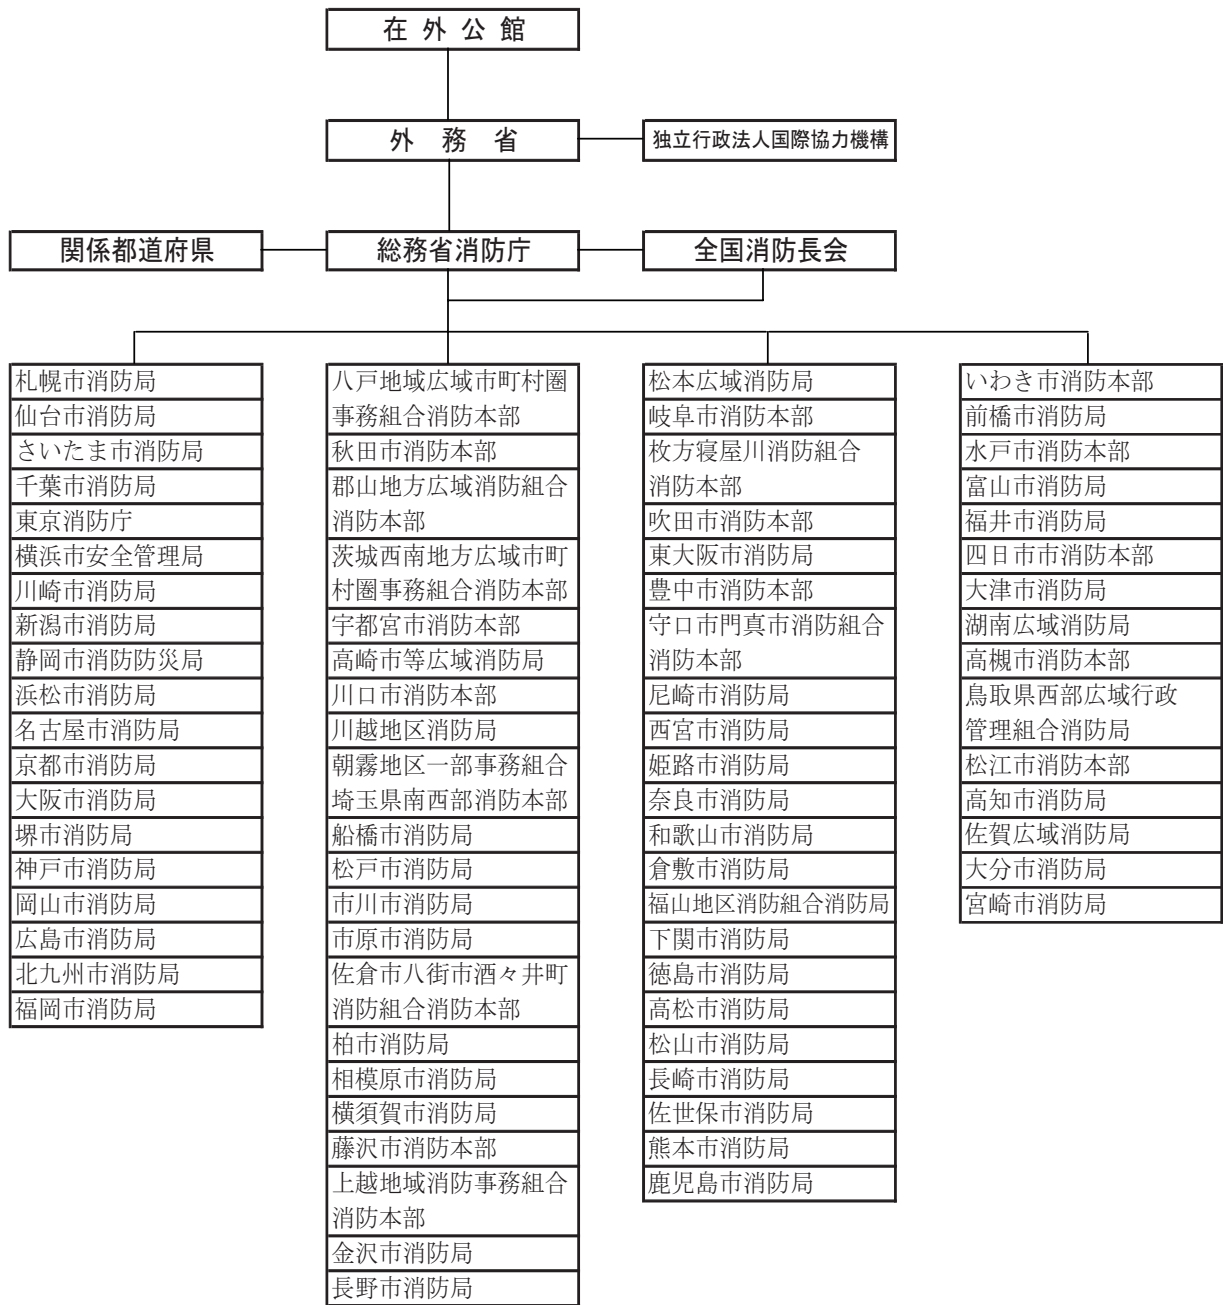 在外公館
外務省
独立行政法人国際協力機構
関係都道府県
総務省消防庁
全国消防長会
札幌市消防局
仙台市消防局
さいたま市消防局
千葉市消防局
東京消防庁
横浜市安全管理局
川崎市消防局
新潟市消防局
静岡市消防防災局
浜松市消防局
名古屋市消防局
京都市消防局
大阪市消防局
堺市消防局
神戸市消防局
岡山市消防局
広島市消防局
北九州市消防局
福岡市消防局
八戸地域広域市町村圏
事務組合消防本部
秋田市消防本部
郡山地方広域消防組合
消防本部
茨城西南地方広域市町
村圏事務組合消防本部
宇都宮市消防本部
高崎市等広域消防局
川口市消防本部
川越地区消防局
朝霧地区一部事務組合
埼玉県南西部消防本部
船橋市消防局
松戸市消防局
市川市消防局
市原市消防局
佐倉市八街市酒々井町
消防組合消防本部
柏市消防局
相模原市消防局
横須賀市消防局
藤沢市消防本部
上越地域消防事務組合
消防本部
金沢市消防局
長野市消防局
松本広域消防局
岐阜市消防本部
枚方寝屋川消防組合
消防本部
吹田市消防本部
東大阪市消防局
豊中市消防本部
守口市門真市消防組合
消防本部
尼崎市消防局
西宮市消防局
姫路市消防局
奈良市消防局
和歌山市消防局
倉敷市消防局
福山地区消防組合消防局
下関市消防局
徳島市消防局
高松市消防局
松山市消防局
長崎市消防局
佐世保市消防局
熊本市消防局
鹿児島市消防局
いわき市消防本部
前橋市消防局
水戸市消防本部
富山市消防局
福井市消防局
四日市市消防本部
大津市消防局
湖南広域消防局
高槻市消防本部
鳥取県西部広域行政
管理組合消防局
松江市消防本部
高知市消防局
佐賀広域消防局
大分市消防局
宮崎市消防局